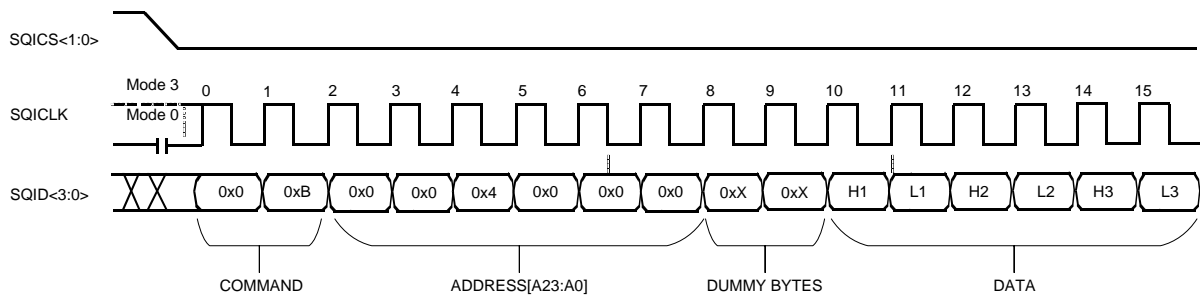 SQICS<1:0>
Mode 3
0 1 2 3 4 5 6 7 8 9 10 11 12 13 14 15
SQICLK
Mode 0
SQID<3:0> 0x0 0xB 0x0 0x0 0x4 0x0 0x0 0x0 0xX 0xX H1 L1 H2 L2 H3 L3
COMMAND ADDRESS[A23:A0] DUMMY BYTES DATA